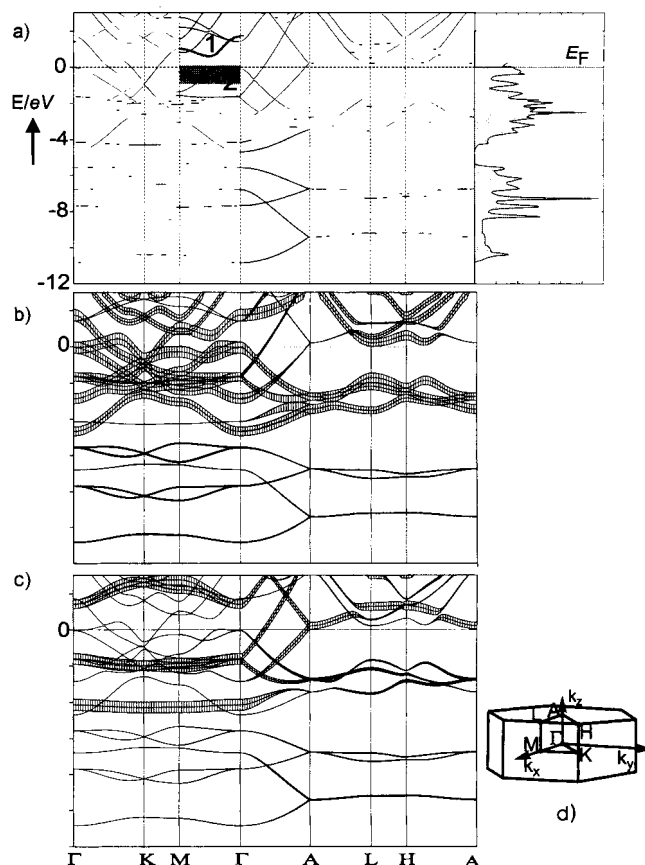 a)
1
2
0
E_F
E/eV
-4
-8
-12
b)
0
c)
0
k_z
L A
H
M Γ
K
k_x k_y
d)
Γ K M Γ A L H A